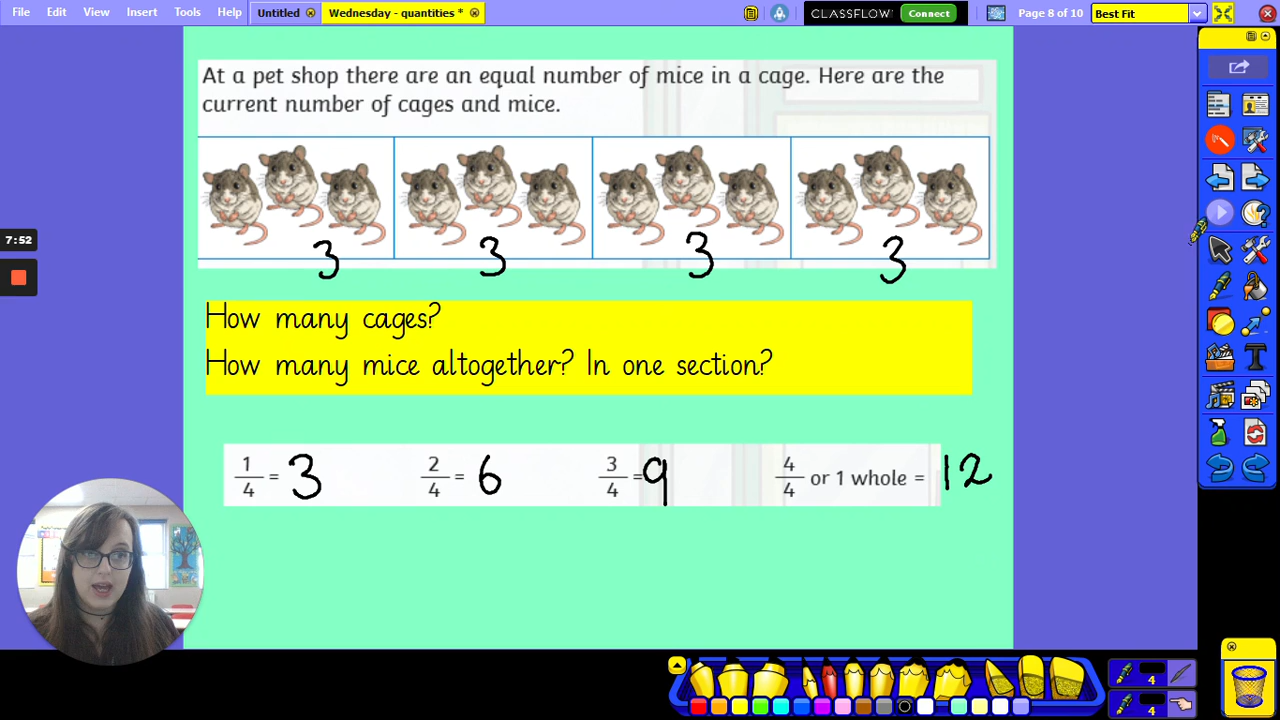 File Edit View Insert Tools Help Untitled Wednesday - quantities * CLASSFLOW Connect Page 8 of 10 Best Fit
At a pet shop there are an equal number of mice in a cage. Here are the
current number of cages and mice.
7:52
3 3 3 3
How many cages?
How many mice altogether? In one section?
1/4 = 3 2/4 = 6 3/4 = 9 4/4 or 1 whole = 12
4
4